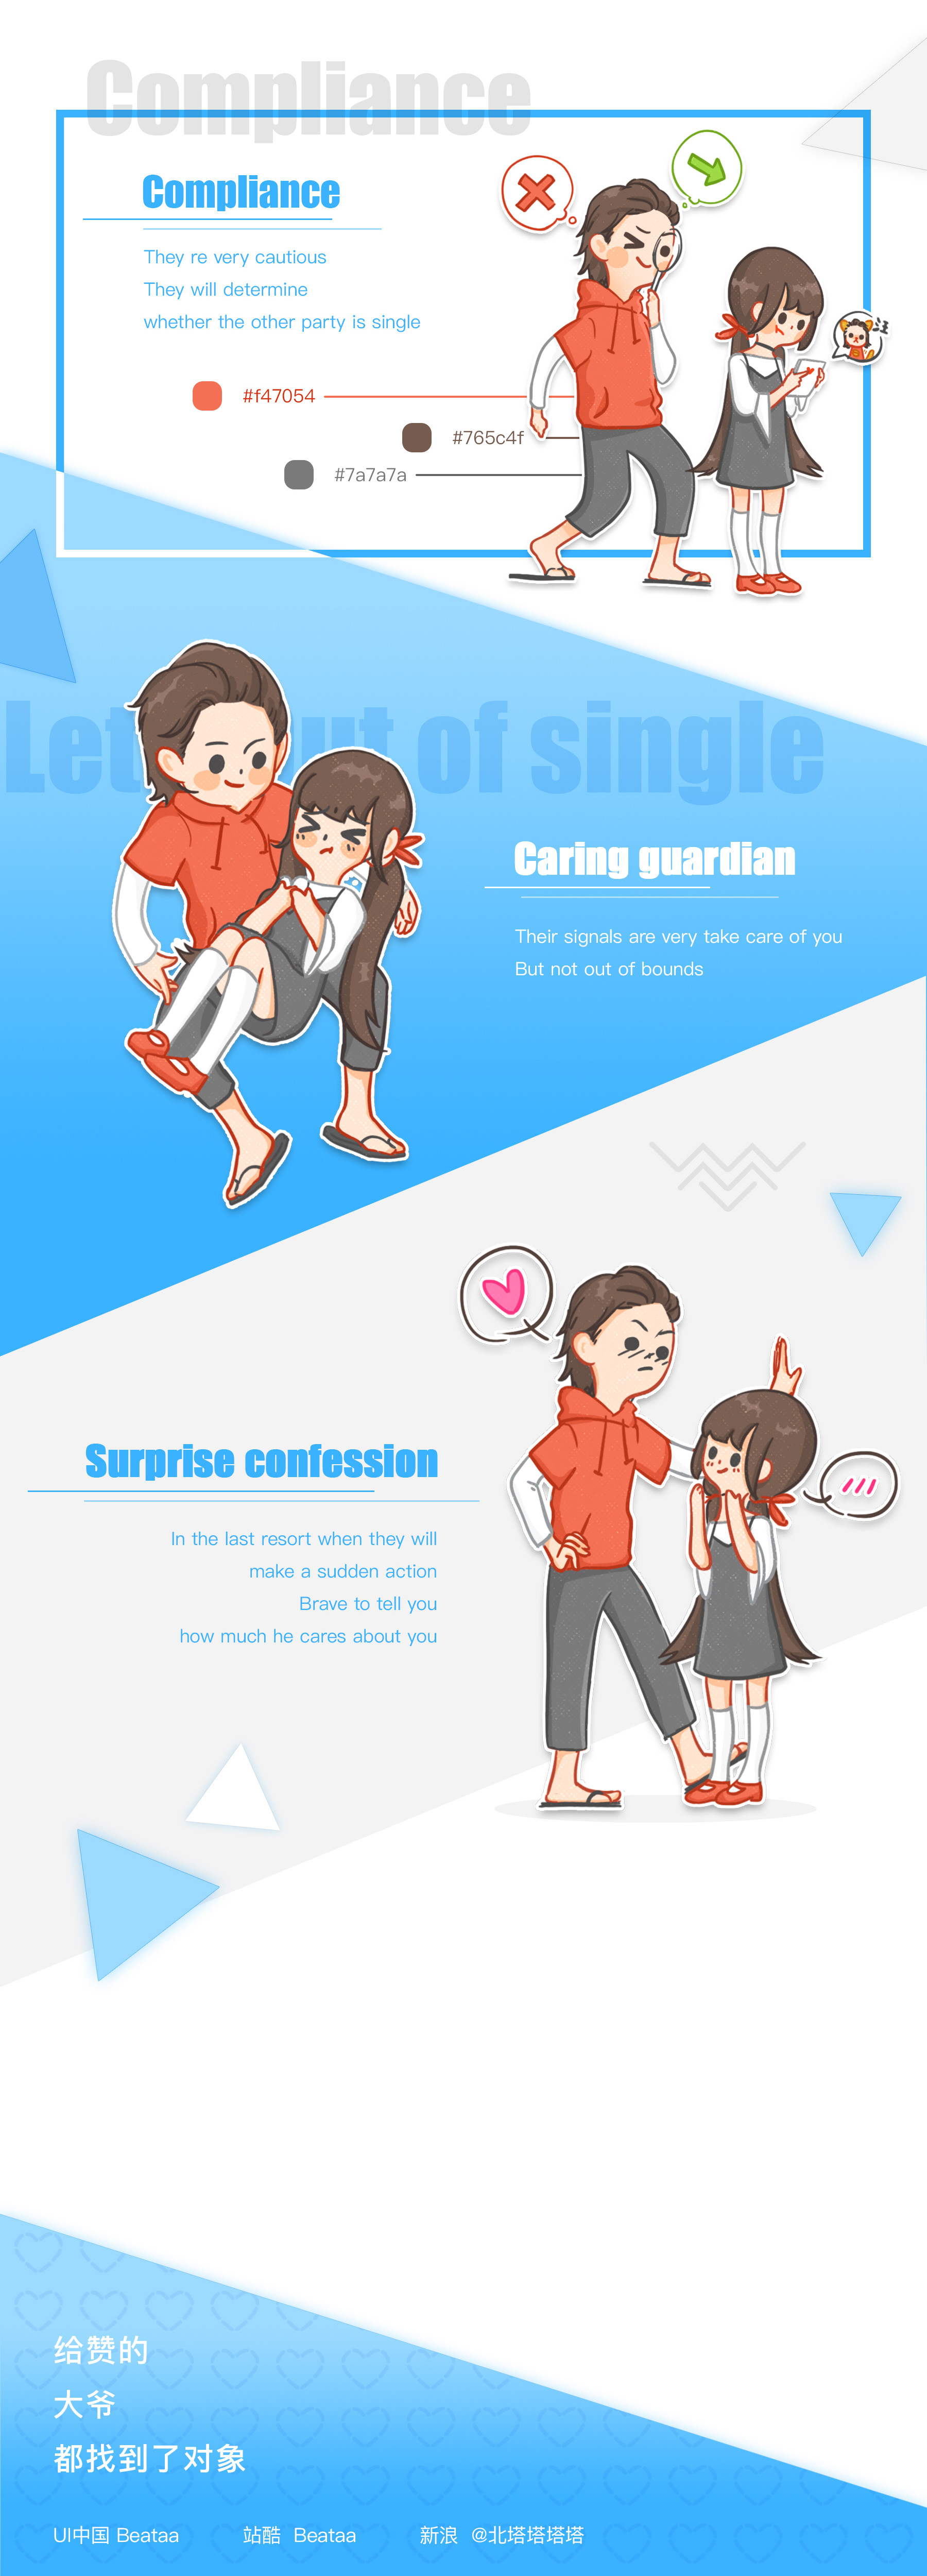 Compliance
Compliance
They re very cautious
They will determine
whether the other party is single
#f47054
#765c4f
#7a7a7a
Let ut of single
Caring guardian
Their signals are very take care of you
But not out of bounds
Surprise confession
In the last resort when they will
make a sudden action
Brave to tell you
how much he cares about you
给赞的
大爷
都找到了对象
UI中国 Beataa 站酷 Beataa 新浪 @北塔塔塔塔